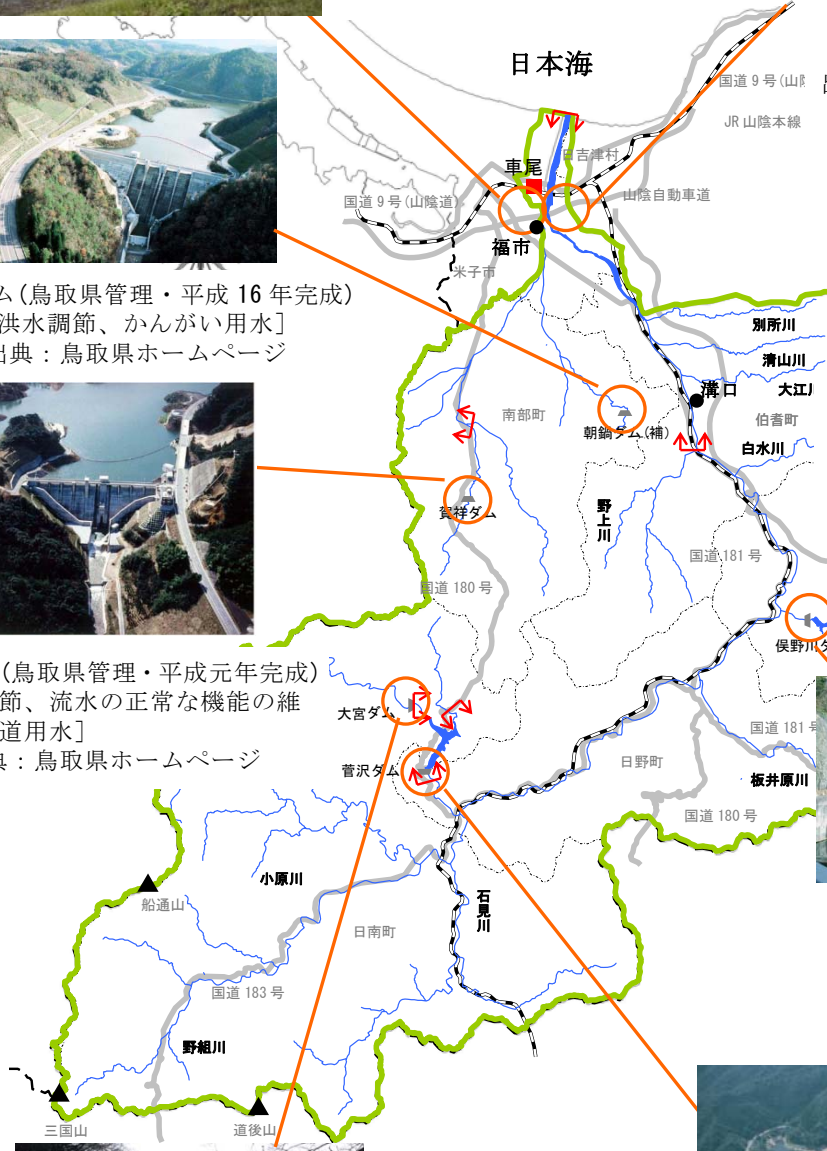 日本海
国道9号(山陰
JR山陰本線
日吉津村
車尾
山陰自動車道
国道9号(山陰道)
福市
米子市
ム(鳥取県管理・平成16年完成)
洪水調節、かんがい用水]
出典：鳥取県ホームページ
別所川
清山川
大江川
溝口
伯耆町
南部町
朝鍋ダム(補)
白水川
賀祥ダム
野上川
国道181号
国道180号
俣野川ダ
(鳥取県管理・平成元年完成)
節、流水の正常な機能の維
道用水]
典：鳥取県ホームページ
大宮ダム
国道181号
菅沢ダム
日野町
板井原川
国道180号
小原川
船通山
石見川
日南町
国道183号
野組川
三国山
道後山